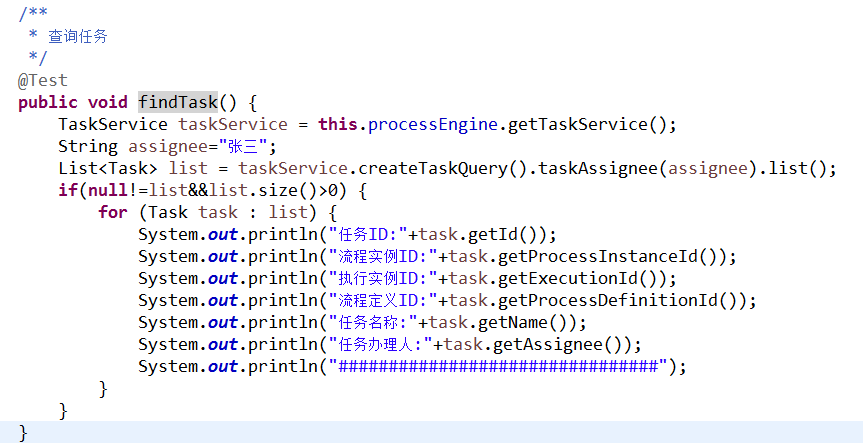 /**
 * 查询任务
 */
@Test
public void findTask() {
    TaskService taskService = this.processEngine.getTaskService();
    String assignee="张三";
    List<Task> list = taskService.createTaskQuery().taskAssignee(assignee).list();
    if(null!=list&&list.size()>0) {
        for (Task task : list) {
            System.out.println("任务ID:"+task.getId());
            System.out.println("流程实例ID:"+task.getProcessInstanceId());
            System.out.println("执行实例ID:"+task.getExecutionId());
            System.out.println("流程定义ID:"+task.getProcessDefinitionId());
            System.out.println("任务名称:"+task.getName());
            System.out.println("任务办理人:"+task.getAssignee());
            System.out.println("################################");
        }
    }
}